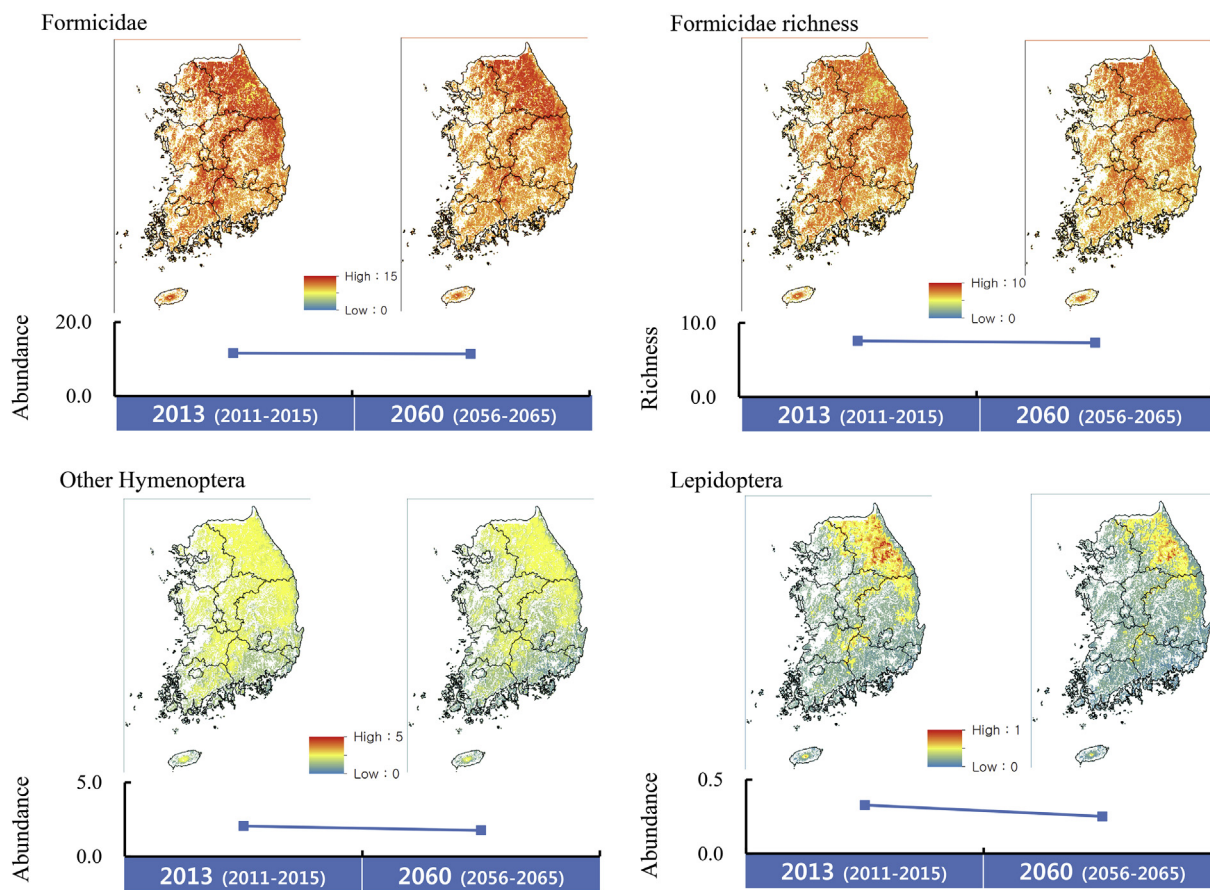 Formicidae
High : 15
Low : 0
Abundance
20.0
0.0
2013 (2011-2015)
2060 (2056-2065)
Formicidae richness
High : 10
Low : 0
Richness
10.0
0.0
2013 (2011-2015)
2060 (2056-2065)
Other Hymenoptera
High : 5
Low : 0
Abundance
5.0
0.0
2013 (2011-2015)
2060 (2056-2065)
Lepidoptera
High : 1
Low : 0
Abundance
0.5
0.0
2013 (2011-2015)
2060 (2056-2065)